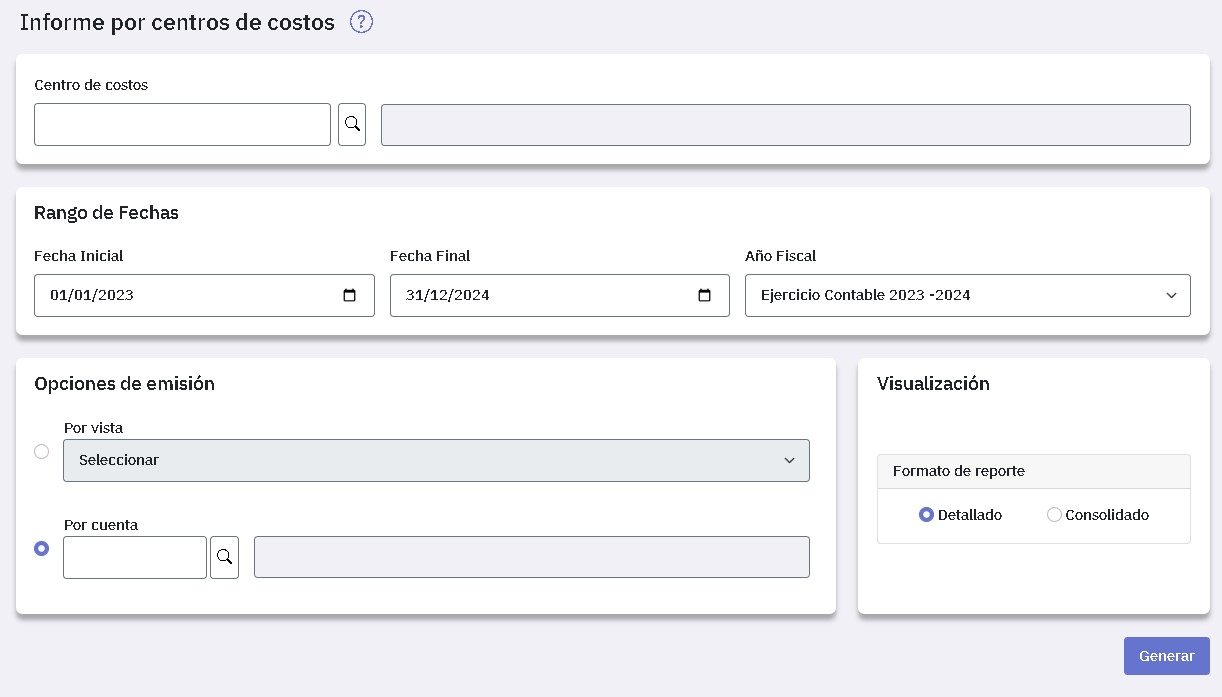 Informe por centros de costos ?
Centro de costos
Rango de Fechas
Fecha Inicial Fecha Final Año Fiscal
01/01/2023 31/12/2024 Ejercicio Contable 2023 -2024
Opciones de emisión
Por vista
Seleccionar
Por cuenta
Visualización
Formato de reporte
Detallado Consolidado
Generar